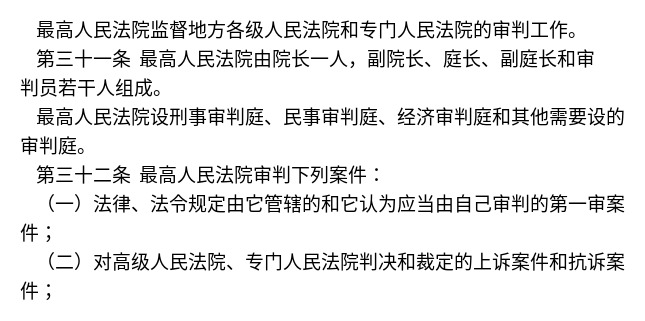 最高人民法院监督地方各级人民法院和专门人民法院的审判工作。
第三十一条 最高人民法院由院长一人，副院长、庭长、副庭长和审
判员若干人组成。
最高人民法院设刑事审判庭、民事审判庭、经济审判庭和其他需要设的
审判庭。
第三十二条 最高人民法院审判下列案件：
（一）法律、法令规定由它管辖的和它认为应当由自己审判的第一审案
件；
（二）对高级人民法院、专门人民法院判决和裁定的上诉案件和抗诉案
件；